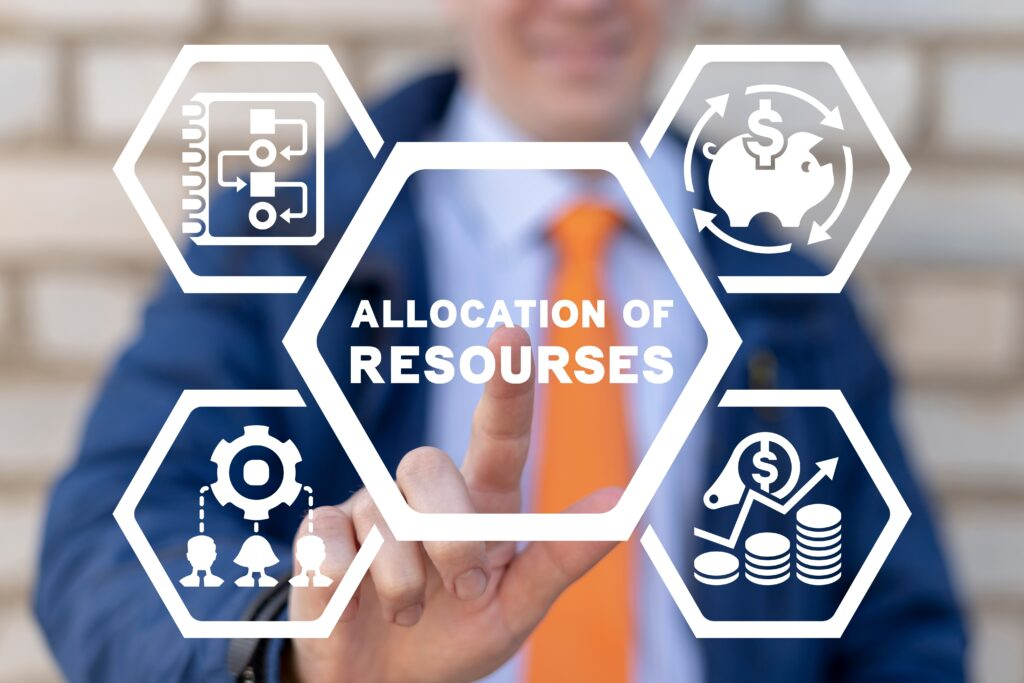 $
ALLOCATION OF
RESOURSES
$